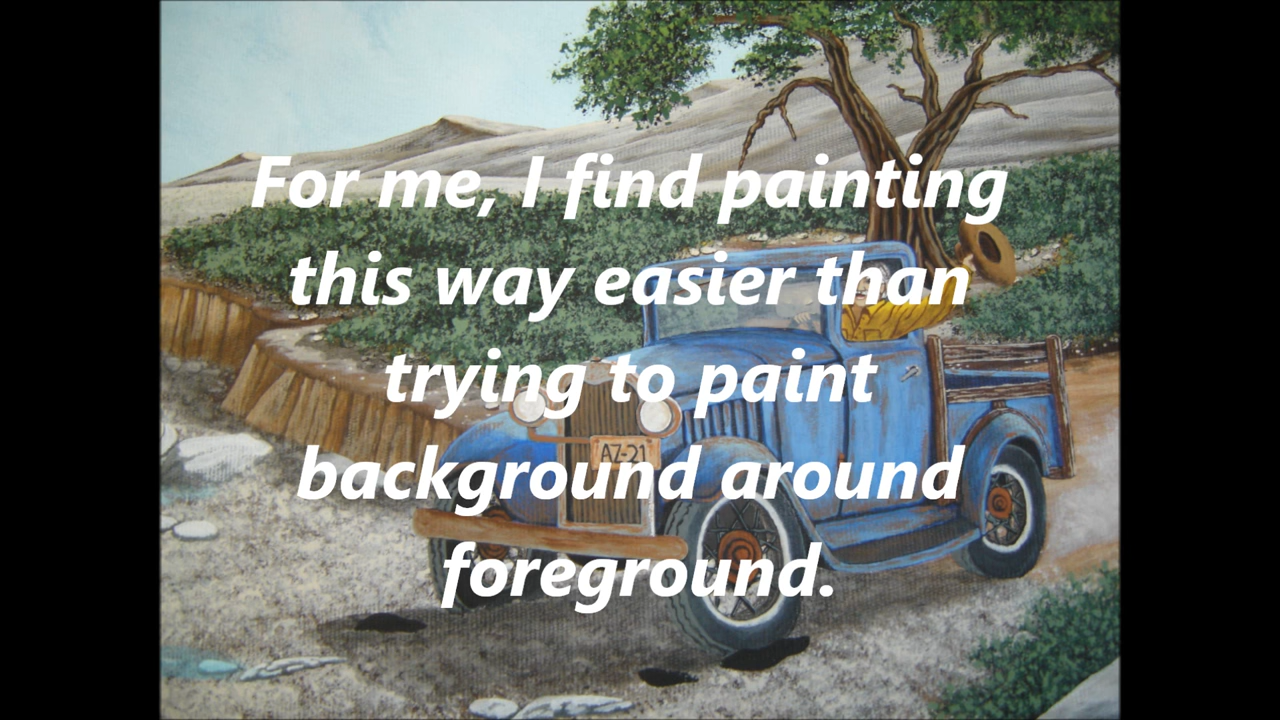 For me, I find painting
this way easier than
trying to paint
background around
foreground.
AZ-21